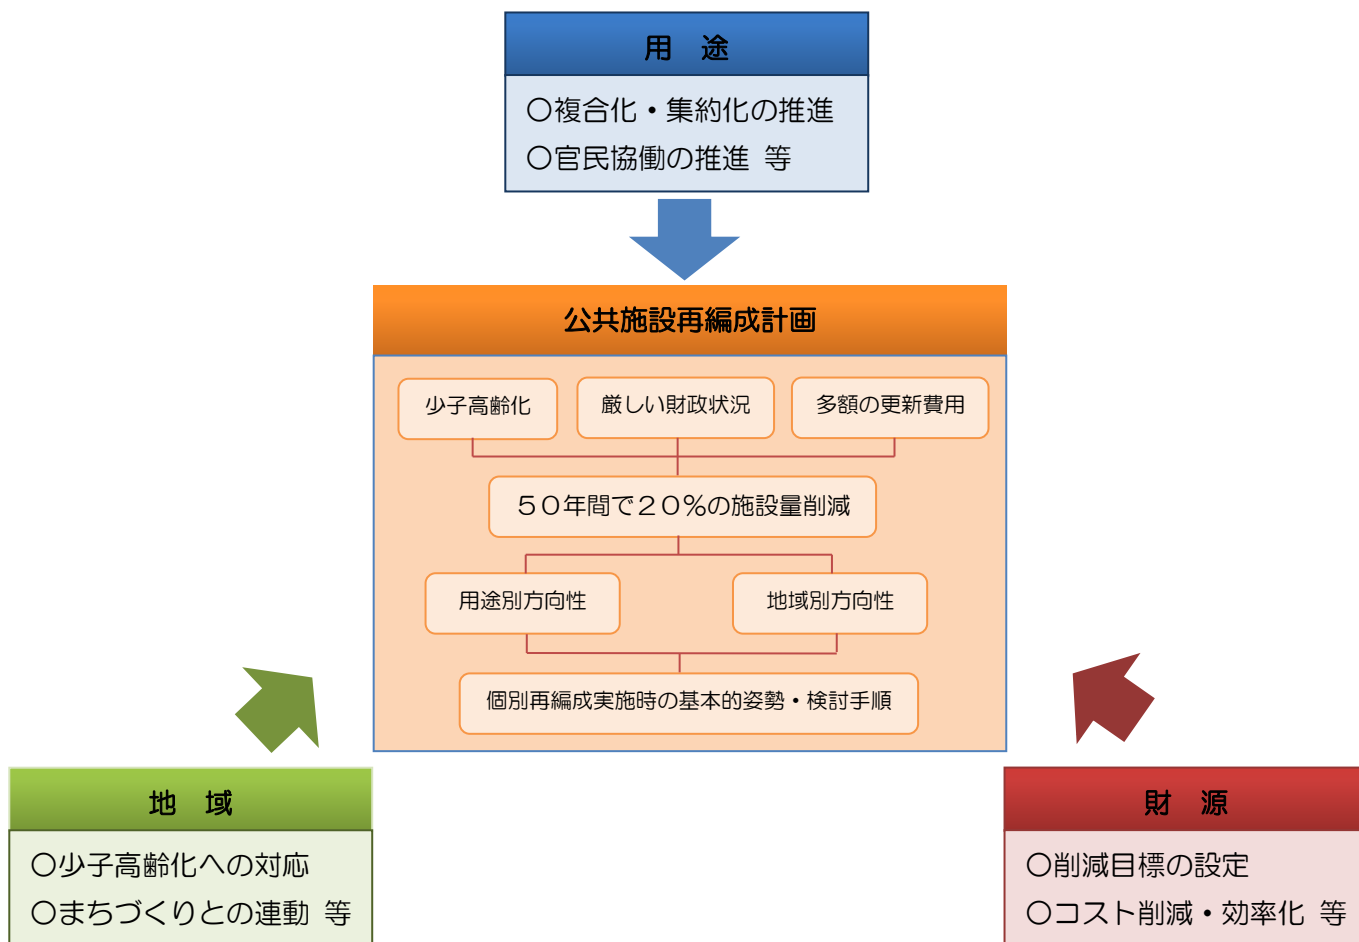 用　途
〇複合化・集約化の推進
〇官民協働の推進 等
公共施設再編成計画
少子高齢化
厳しい財政状況
多額の更新費用
５０年間で２０％の施設量削減
用途別方向性
地域別方向性
個別再編成実施時の基本的姿勢・検討手順
地　域
〇少子高齢化への対応
〇まちづくりとの連動 等
財　源
〇削減目標の設定
〇コスト削減・効率化 等